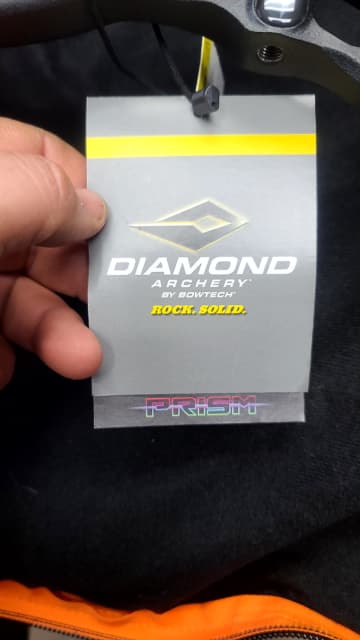 DIAMOND
ARCHERY
BY BOWTECH
ROCK. SOLID.
PRISM